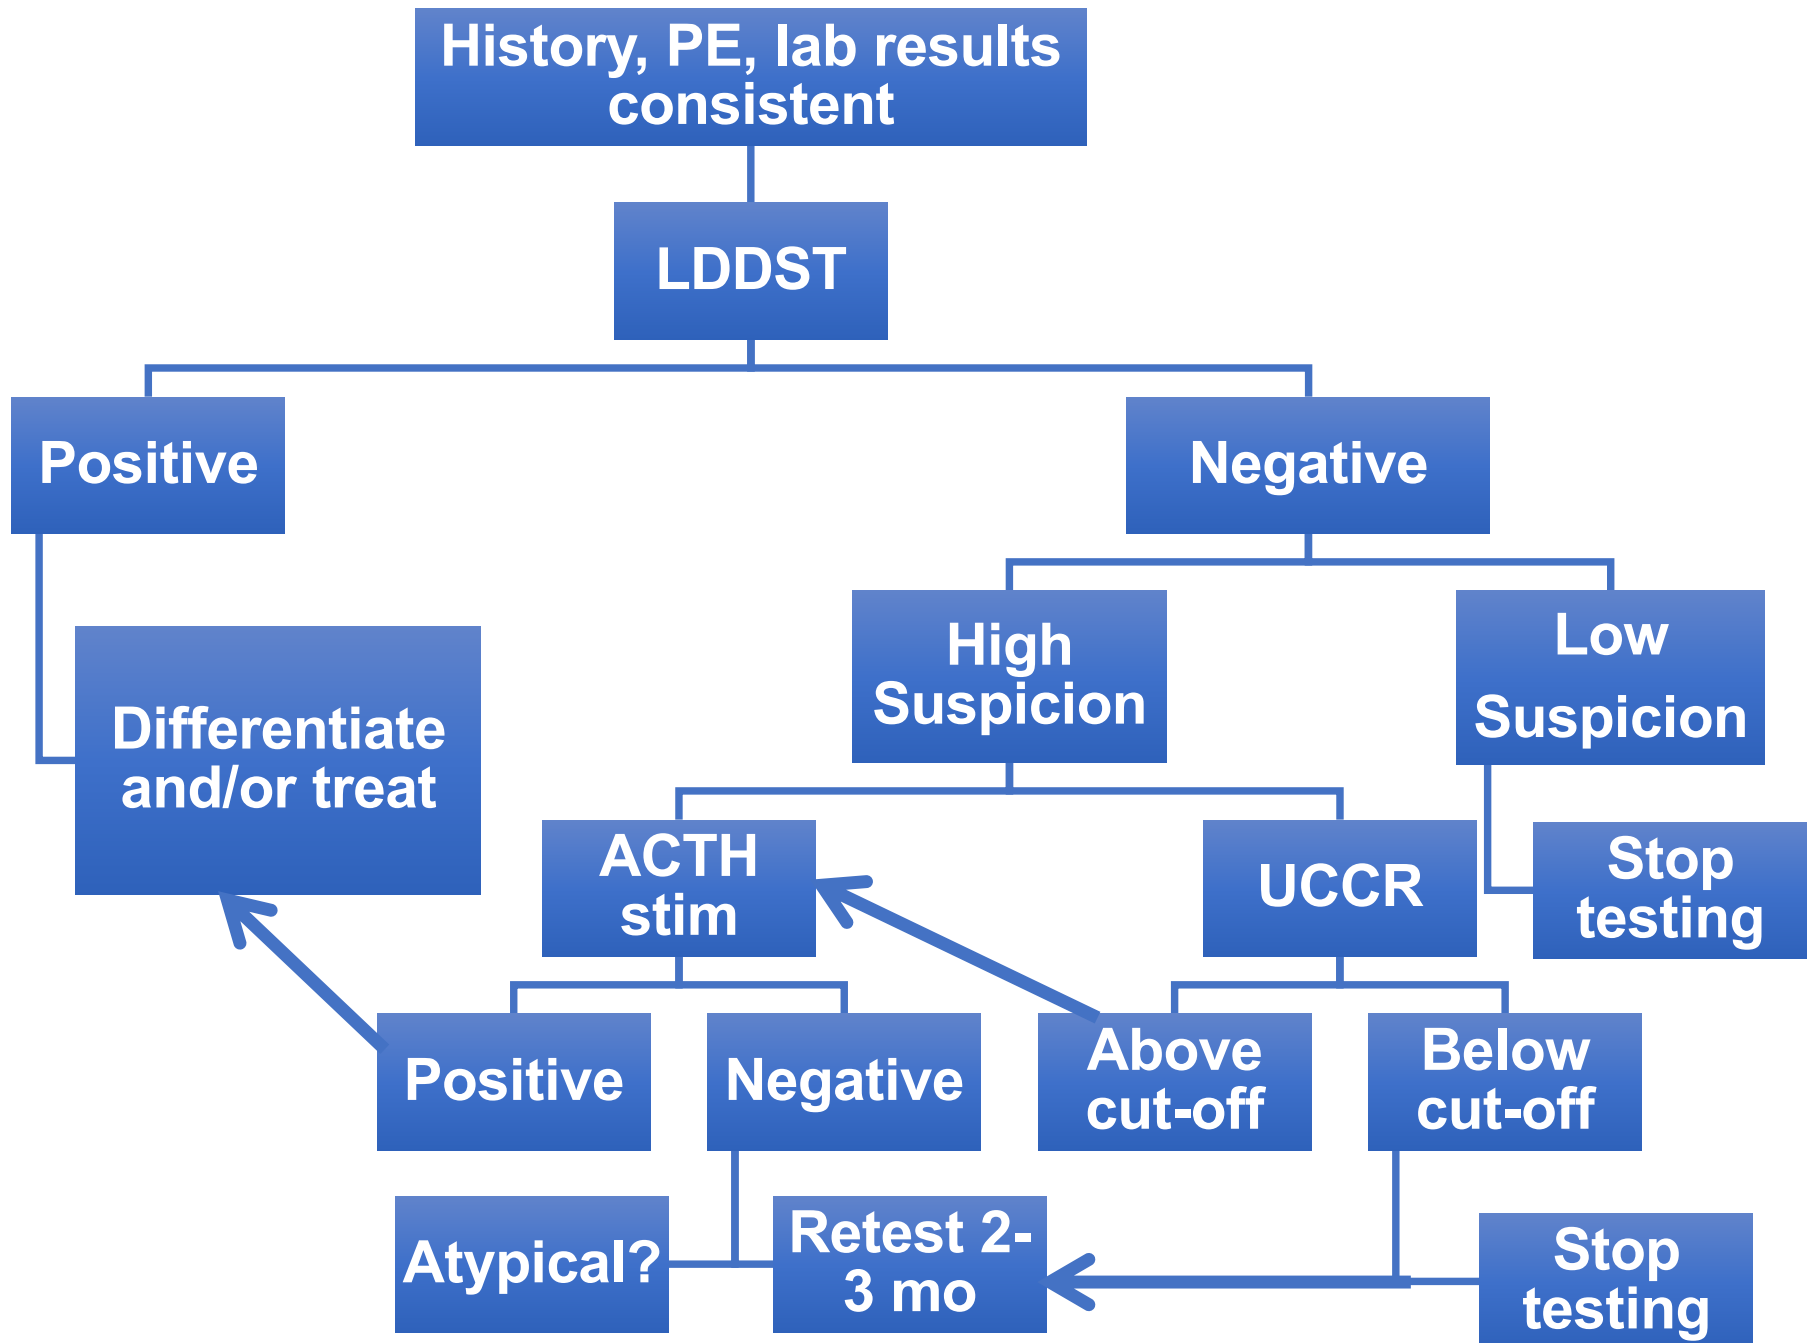 History, PE, lab results
consistent
LDDST
Positive
Negative
High
Suspicion
Low
Suspicion
Differentiate
and/or treat
ACTH
stim
UCCR
Stop
testing
Positive
Negative
Above
cut-off
Below
cut-off
Atypical?
Retest 2-
3 mo
Stop
testing